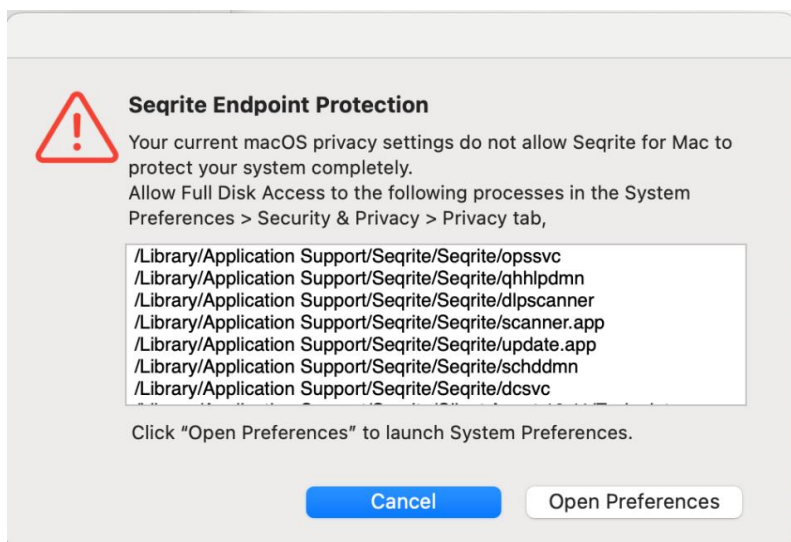 Seqrite Endpoint Protection
Your current macOS privacy settings do not allow Seqrite for Mac to
protect your system completely.
Allow Full Disk Access to the following processes in the System
Preferences > Security & Privacy > Privacy tab,
/Library/Application Support/Seqrite/Seqrite/opssvc
/Library/Application Support/Seqrite/Seqrite/qhhlpdmn
/Library/Application Support/Seqrite/Seqrite/dlpscanner
/Library/Application Support/Seqrite/Seqrite/scanner.app
/Library/Application Support/Seqrite/Seqrite/update.app
/Library/Application Support/Seqrite/Seqrite/schddmn
/Library/Application Support/Seqrite/Seqrite/dcsvc
Click "Open Preferences" to launch System Preferences.
Cancel
Open Preferences